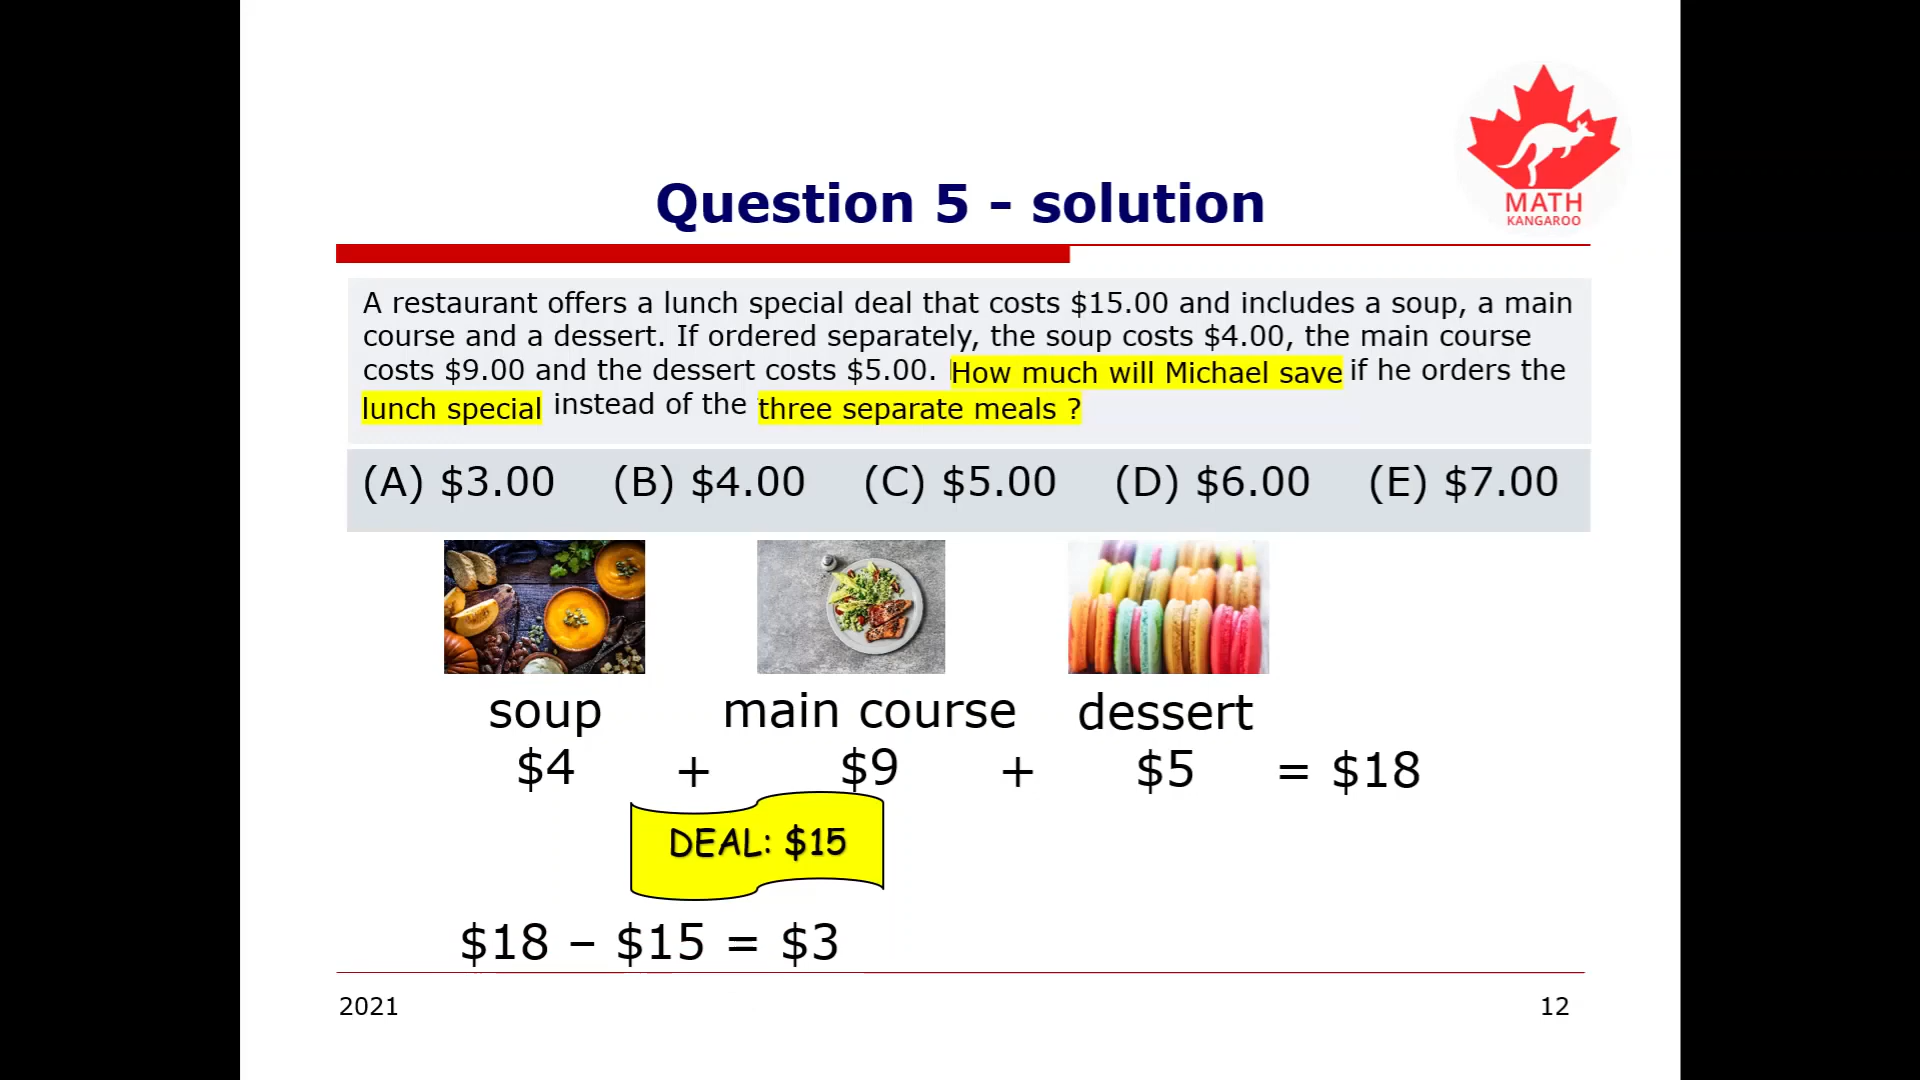 MATH
KANGAROO
Question 5 - solution
A restaurant offers a lunch special deal that costs $15.00 and includes a soup, a main
course and a dessert. If ordered separately, the soup costs $4.00, the main course
costs $9.00 and the dessert costs $5.00. How much will Michael save if he orders the
lunch special instead of the three separate meals ?
(A) $3.00 (B) $4.00 (C) $5.00 (D) $6.00 (E) $7.00
soup main course dessert
$4 + $9 + $5 = $18
DEAL: $15
$18 – $15 = $3
2021 12